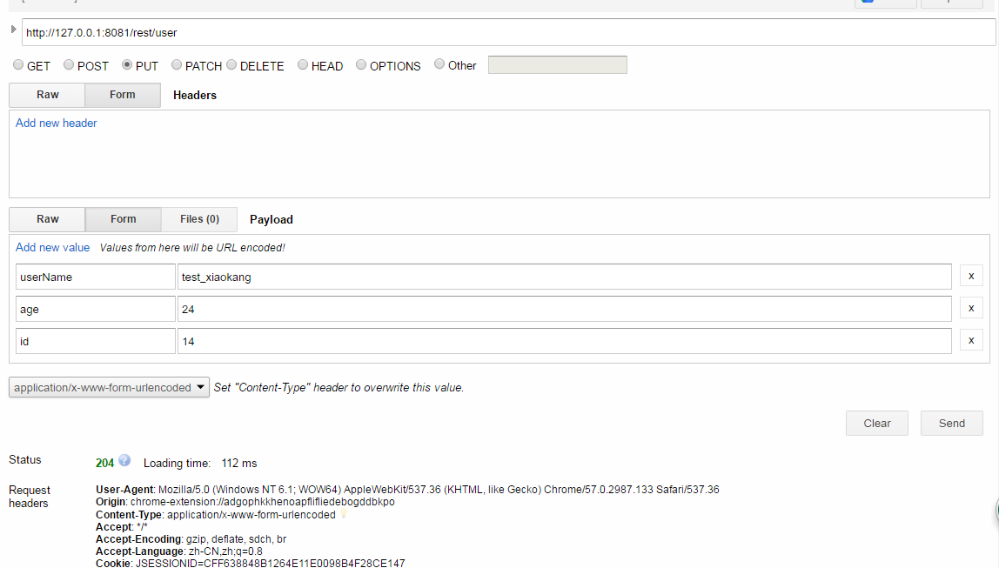 http://127.0.0.1:8081/rest/user
GET POST PUT PATCH DELETE HEAD OPTIONS Other
Raw Form Headers
Add new header
Raw Form Files (0) Payload
Add new value Values from here will be URL encoded!
userName test_xiaokang x
age 24 x
id 14 x
application/x-www-form-urlencoded Set "Content-Type" header to overwrite this value.
Clear Send
Status 204 ? Loading time: 112 ms
Request headers
User-Agent: Mozilla/5.0 (Windows NT 6.1; WOW64) AppleWebKit/537.36 (KHTML, like Gecko) Chrome/57.0.2987.133 Safari/537.36
Origin: chrome-extension://adgophkkhenoapflifliedebogddbkpo
Content-Type: application/x-www-form-urlencoded
Accept: */*
Accept-Encoding: gzip, deflate, sdch, br
Accept-Language: zh-CN,zh;q=0.8
Cookie: JSESSIONID=CFF638848B1264E11E0098B4F28CE147